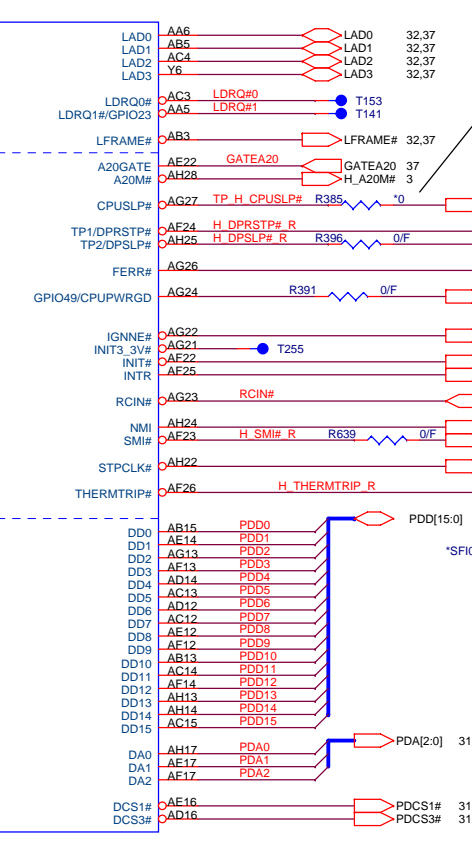 LAD0 AA6 LAD0 32,37
LAD1 AB5 LAD1 32,37
LAD2 AC4 LAD2 32,37
LAD3 Y6 LAD3 32,37
LDRQ0# AC3 LDRQ#0 T153
LDRQ1#/GPIO23 AA5 LDRQ#1 T141
LFRAME# AB3 LFRAME# 32,37
A20GATE AE22 GATEA20 GATEA20 37
A20M# AH28 H_A20M# 3
CPUSLP# AG27 TP_H_CPUSLP# R385 *0
TP1/DPRSTP# AF24 H_DPRSTP#_R
TP2/DPSLP# AH25 H_DPSLP#_R R396 0/F
FERR# AG26
GPIO49/CPUPWRGD AG24 R391 0/F
IGNNE# AG22
INIT3_3V# AG21 T255
INIT# AF22
INTR AF25
RCIN# AG23 RCIN#
NMI AH24
SMI# AF23 H_SMI#_R R639 0/F
STPCLK# AH22
THERMTRIP# AF26 H_THERMTRIP_R
DD0 AB15 PDD0 PDD[15:0]
DD1 AE14 PDD1
DD2 AG13 PDD2
DD3 AF13 PDD3
DD4 AD14 PDD4
DD5 AC13 PDD5
DD6 AD12 PDD6
DD7 AC12 PDD7
DD8 AE12 PDD8
DD9 AF12 PDD9
DD10 AB13 PDD10
DD11 AC14 PDD11
DD12 AF14 PDD12
DD13 AH13 PDD13
DD14 AH14 PDD14
DD15 AC15 PDD15
DA0 AH17 PDA0 PDA[2:0] 31
DA1 AE17 PDA1
DA2 AF17 PDA2
DCS1# AE16 PDCS1# 31
DCS3# AD16 PDCS3# 31